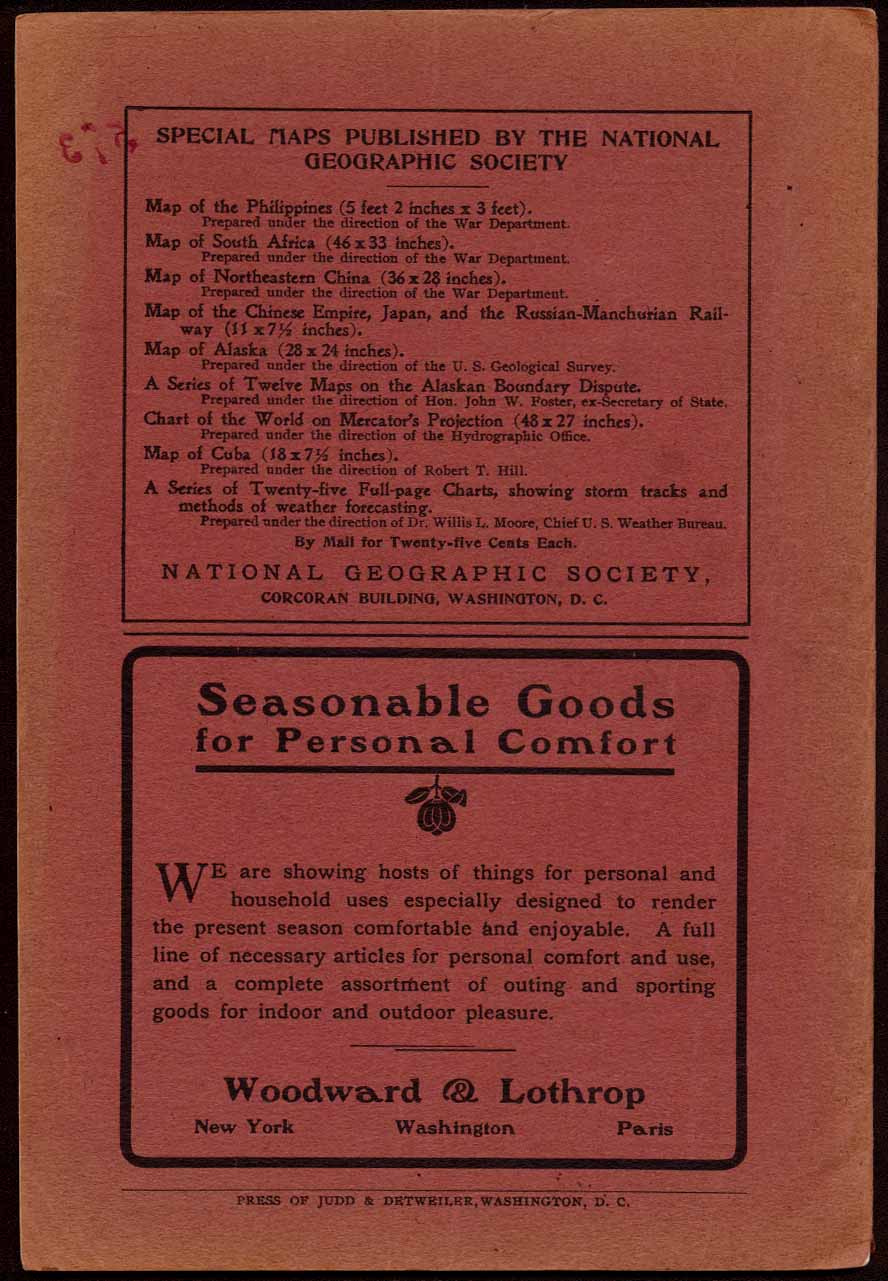 SPECIAL MAPS PUBLISHED BY THE NATIONAL
GEOGRAPHIC SOCIETY
Map of the Philippines (5 feet 2 inches x 3 feet).
Prepared under the direction of the War Department.
Map of South Africa (46 x 33 inches).
Prepared under the direction of the War Department.
Map of Northeastern China (36 x 28 inches).
Prepared under the direction of the War Department.
Map of the Chinese Empire, Japan, and the Russian-Manchurian Rail-
way (11 x 7½ inches).
Map of Alaska (28 x 24 inches).
Prepared under the direction of the U. S. Geological Survey.
A Series of Twelve Maps on the Alaskan Boundary Dispute.
Prepared under the direction of Hon. John W. Foster, ex-Secretary of State.
Chart of the World on Mercator's Projection (48 x 27 inches).
Prepared under the direction of the Hydrographic Office.
Map of Cuba (18 x 7½ inches).
Prepared under the direction of Robert T. Hill.
A Series of Twenty-five Full-page Charts, showing storm tracks and
methods of weather forecasting.
Prepared under the direction of Dr. Willis L. Moore, Chief U. S. Weather Bureau.
By Mail for Twenty-five Cents Each.
NATIONAL GEOGRAPHIC SOCIETY,
CORCORAN BUILDING, WASHINGTON, D. C.
Seasonable Goods
for Personal Comfort
WE are showing hosts of things for personal and
household uses especially designed to render
the present season comfortable and enjoyable. A full
line of necessary articles for personal comfort and use,
and a complete assortment of outing and sporting
goods for indoor and outdoor pleasure.
Woodward & Lothrop
New York Washington Paris
PRESS OF JUDD & DETWEILER, WASHINGTON, D. C.